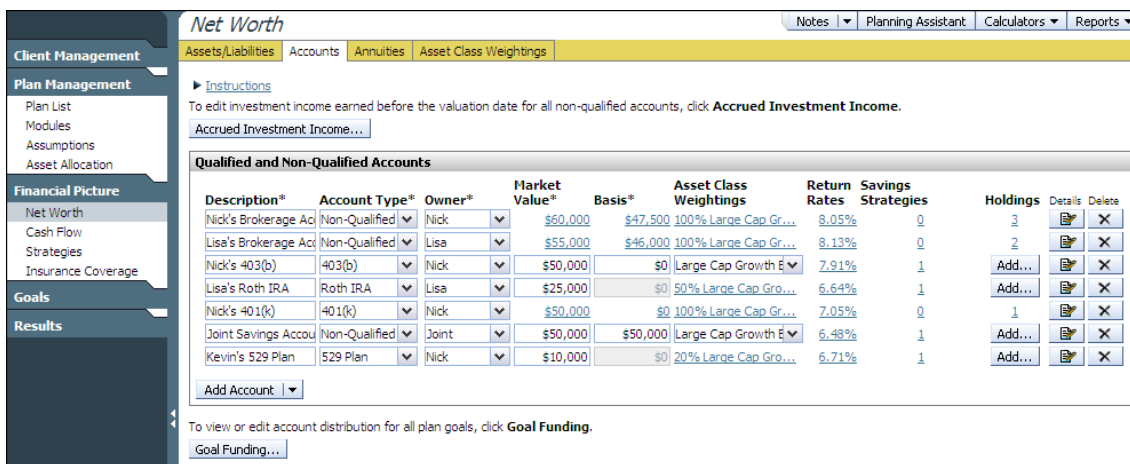 Net Worth
Notes Planning Assistant Calculators Reports
Assets/Liabilities Accounts Annuities Asset Class Weightings
Client Management
Plan Management
Plan List
Modules
Assumptions
Asset Allocation
Financial Picture
Net Worth
Cash Flow
Strategies
Insurance Coverage
Goals
Results
Instructions
To edit investment income earned before the valuation date for all non-qualified accounts, click Accrued Investment Income.
Accrued Investment Income...
Qualified and Non-Qualified Accounts
Description* Account Type* Owner* Market Value* Basis* Asset Class Weightings Return Rates Savings Strategies Holdings Details Delete
Nick's Brokerage Acc Non-Qualified Nick $60,000 $47,500 100% Large Cap Gr... 8.05% 0 3
Lisa's Brokerage Acc Non-Qualified Lisa $55,000 $46,000 100% Large Cap Gr... 8.13% 0 2
Nick's 403(b) 403(b) Nick $50,000 $0 Large Cap Growth E 7.91% 1 Add...
Lisa's Roth IRA Roth IRA Lisa $25,000 $0 50% Large Cap Gro... 6.64% 1 Add...
Nick's 401(k) 401(k) Nick $50,000 $0 100% Large Cap Gr... 7.05% 0 1
Joint Savings Accou Non-Qualified Joint $50,000 $50,000 Large Cap Growth E 6.48% 1 Add...
Kevin's 529 Plan 529 Plan Nick $10,000 $0 20% Large Cap Gro... 6.71% 1 Add...
Add Account
To view or edit account distribution for all plan goals, click Goal Funding.
Goal Funding...